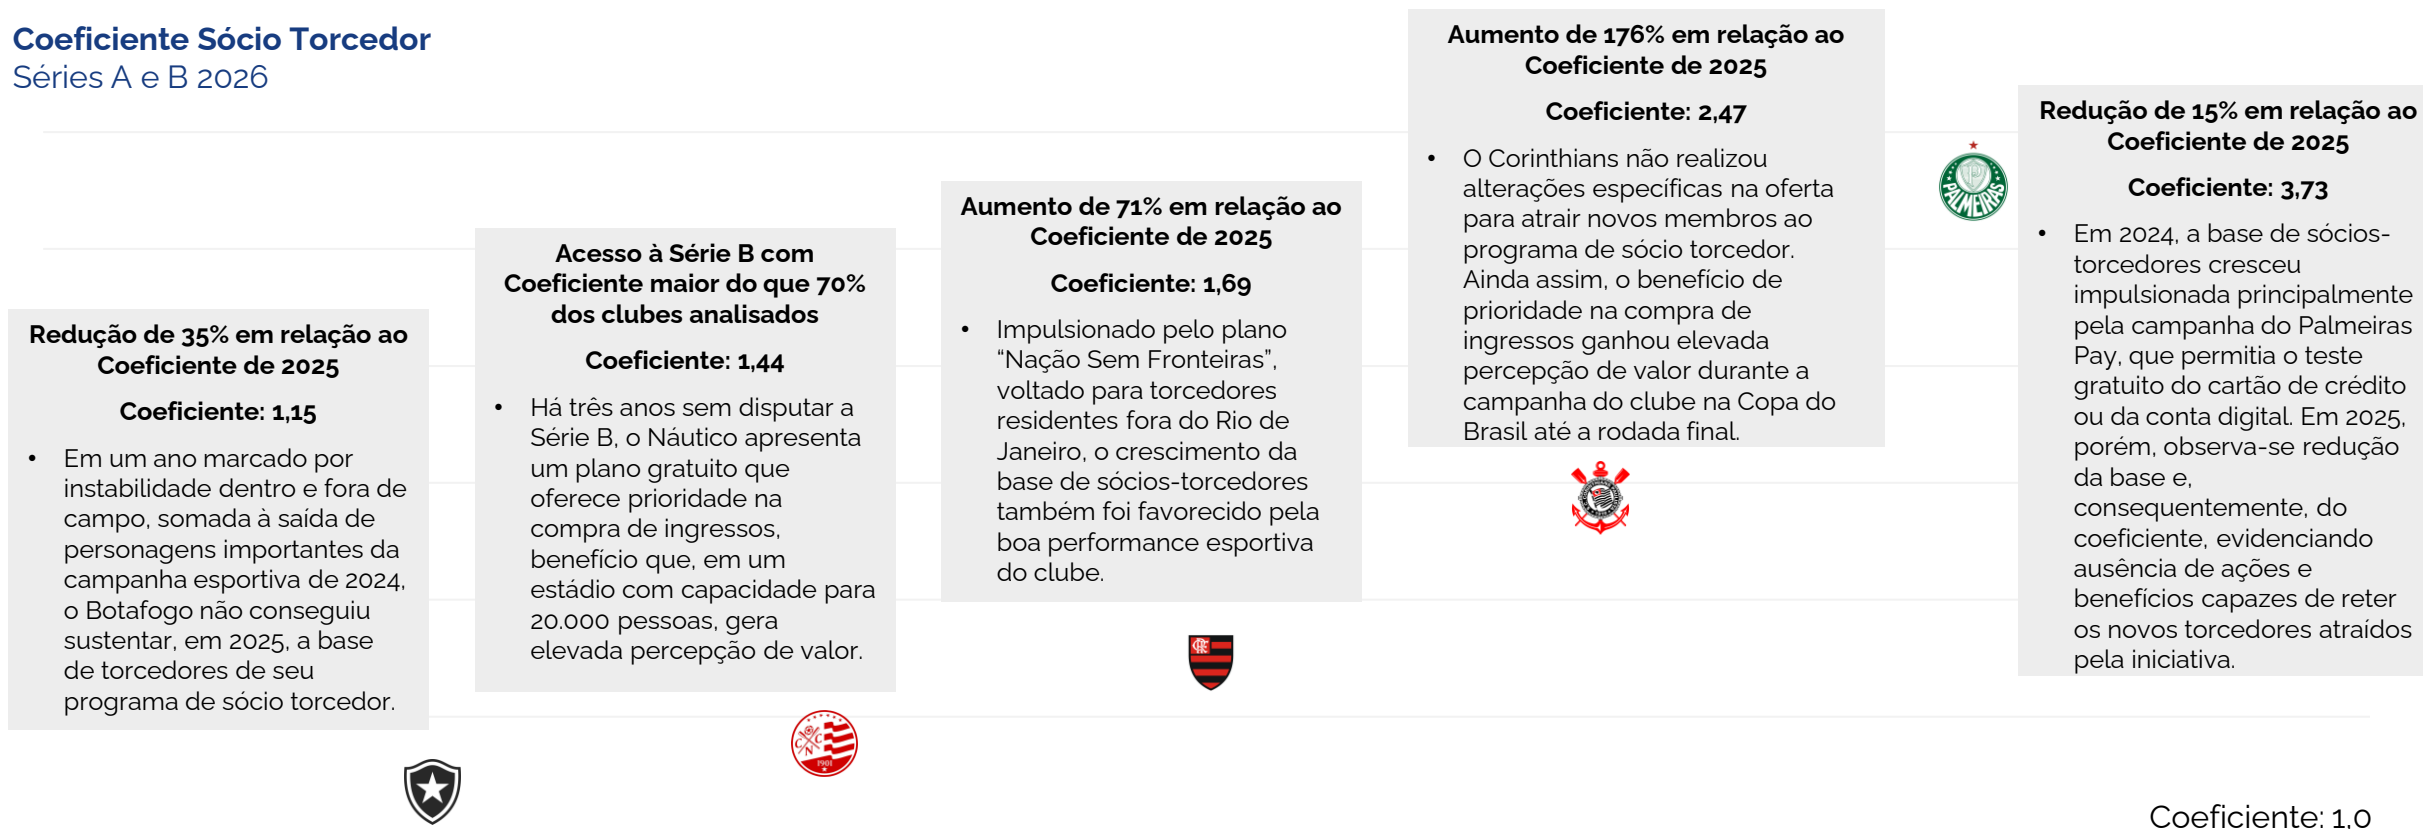 Coeficiente Sócio Torcedor
Séries A e B 2026
Redução de 35% em relação ao
Coeficiente de 2025
Coeficiente: 1,15
• Em um ano marcado por
instabilidade dentro e fora de
campo, somada à saída de
personagens importantes da
campanha esportiva de 2024,
o Botafogo não conseguiu
sustentar, em 2025, a base
de torcedores de seu
programa de sócio torcedor.
Acesso à Série B com
Coeficiente maior do que 70%
dos clubes analisados
Coeficiente: 1,44
• Há três anos sem disputar a
Série B, o Náutico apresenta
um plano gratuito que
oferece prioridade na
compra de ingressos,
benefício que, em um
estádio com capacidade para
20.000 pessoas, gera
elevada percepção de valor.
C C
N
1901
Aumento de 71% em relação ao
Coeficiente de 2025
Coeficiente: 1,69
• Impulsionado pelo plano
“Nação Sem Fronteiras”,
voltado para torcedores
residentes fora do Rio de
Janeiro, o crescimento da
base de sócios-torcedores
também foi favorecido pela
boa performance esportiva
do clube.
Aumento de 176% em relação ao
Coeficiente de 2025
Coeficiente: 2,47
• O Corinthians não realizou
alterações específicas na oferta
para atrair novos membros ao
programa de sócio torcedor.
Ainda assim, o benefício de
prioridade na compra de
ingressos ganhou elevada
percepção de valor durante a
campanha do clube na Copa do
Brasil até a rodada final.
PALMEIRAS
Redução de 15% em relação ao
Coeficiente de 2025
Coeficiente: 3,73
• Em 2024, a base de sócios-
torcedores cresceu
impulsionada principalmente
pela campanha do Palmeiras
Pay, que permitia o teste
gratuito do cartão de crédito
ou da conta digital. Em 2025,
porém, observa-se redução
da base e,
consequentemente, do
coeficiente, evidenciando
ausência de ações e
benefícios capazes de reter
os novos torcedores atraídos
pela iniciativa.
Coeficiente: 1,0